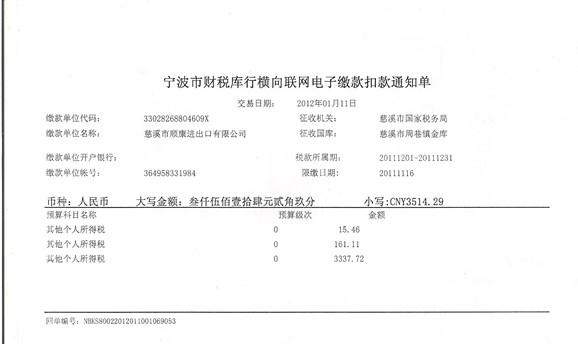 宁波市财税库行横向联网电子缴款扣款通知单
交易日期: 2012年01月11日
缴款单位代码: 33028268804609X 征收机关: 慈溪市国家税务局
缴款单位名称: 慈溪市顺康进出口有限公司 征收国库: 慈溪市周巷镇金库
缴款单位开户银行: 税款所属期: 20111201-20111231
缴款单位帐号: 364958331984 限缴日期: 20111116
币种: 人民币 大写金额: 叁仟伍佰壹拾肆元贰角玖分 小写:CNY3514.29
预算科目名称 预算级次 金额
其他个人所得税 0 15.46
其他个人所得税 0 161.11
其他个人所得税 0 3337.72
回单编号: NBKS80022012011001069053